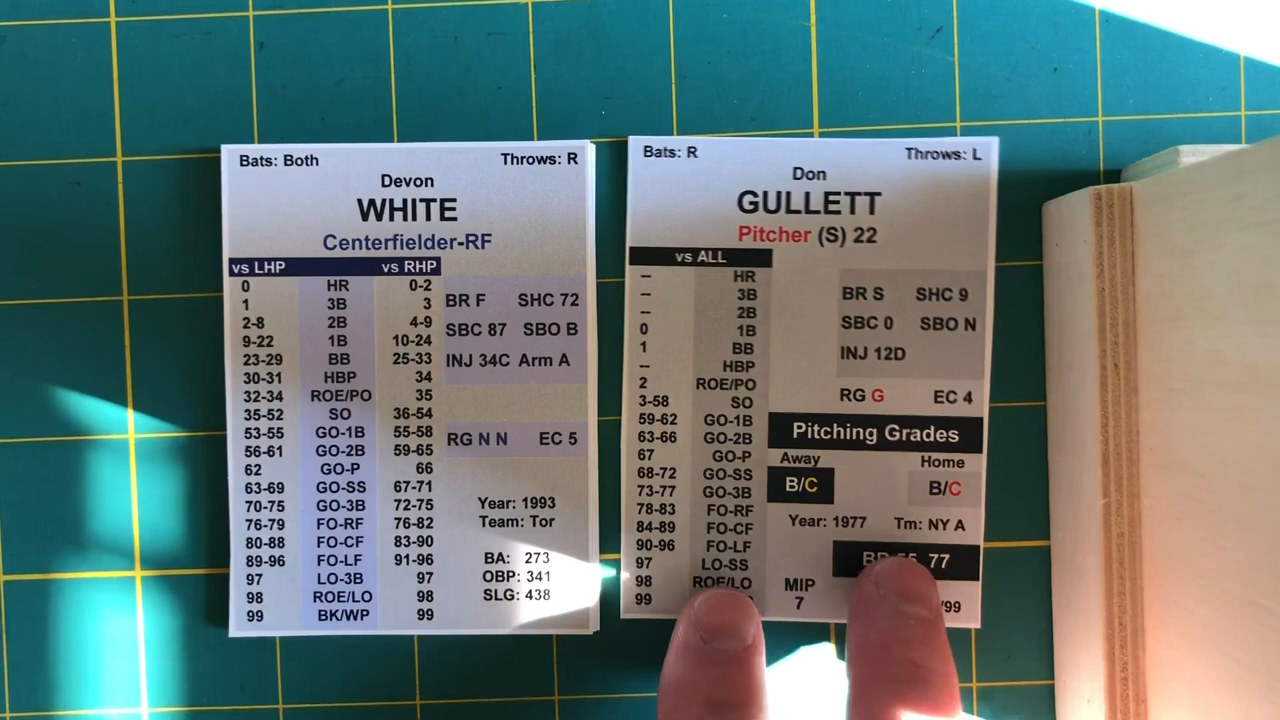 Bats: Both Throws: R
Devon
WHITE
Centerfielder-RF
vs LHP vs RHP
0 HR 0-2
1 3B 3
2-8 2B 4-9
9-22 1B 10-24
23-29 BB 25-33
30-31 HBP 34
32-34 ROE/PO 35
35-52 SO 36-54
53-55 GO-1B 55-58
56-61 GO-2B 59-65
62 GO-P 66
63-69 GO-SS 67-71
70-75 GO-3B 72-75
76-79 FO-RF 76-82
80-88 FO-CF 83-90
89-96 FO-LF 91-96
97 LO-3B 97
98 ROE/LO 98
99 BK/WP 99
BR F SHC 72
SBC 87 SBO B
INJ 34C Arm A
RG N N EC 5
Year: 1993
Team: Tor
BA: 273
OBP: 341
SLG: 438
Bats: R Throws: L
Don
GULLETT
Pitcher (S) 22
vs ALL
-- HR
-- 3B
-- 2B
0 1B
1 BB
-- HBP
2 ROE/PO
3-58 SO
59-62 GO-1B
63-66 GO-2B
67 GO-P
68-72 GO-SS
73-77 GO-3B
78-83 FO-RF
84-89 FO-CF
90-96 FO-LF
97 LO-SS
98 ROE/LO
99
BR S SHC 9
SBC 0 SBO N
INJ 12D
RG G EC 4
Pitching Grades
Away Home
B/C B/C
Year: 1977 Tm: NY A
77
MIP
7 /99